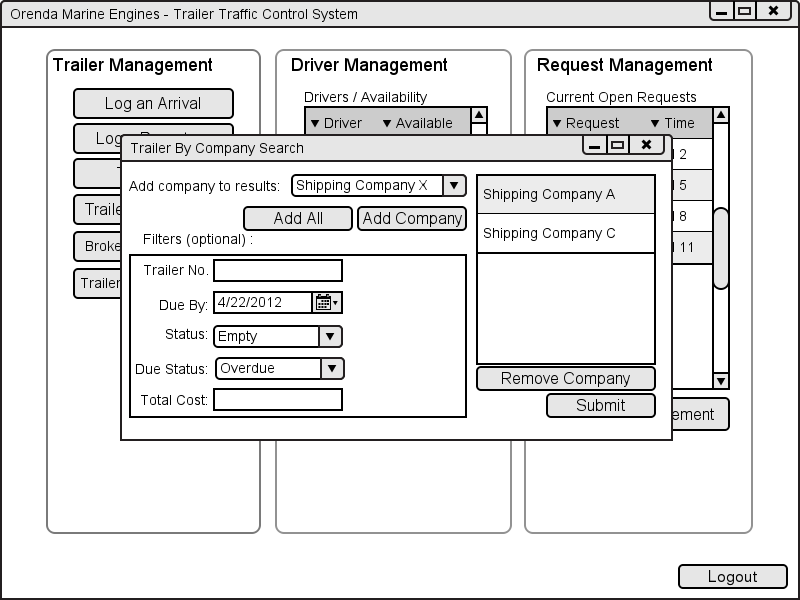 Orenda Marine Engines - Trailer Traffic Control System
Trailer Management
Driver Management
Request Management
Log an Arrival
Drivers / Availability
Driver
Available
Current Open Requests
Request
Time
2
5
8
11
Traile
Broke
Trailer
Trailer By Company Search
Add company to results:
Shipping Company X
Add All
Add Company
Filters (optional) :
Trailer No.
Due By:
4/22/2012
Status:
Empty
Due Status:
Overdue
Total Cost:
Shipping Company A
Shipping Company C
Remove Company
Submit
ement
Logout